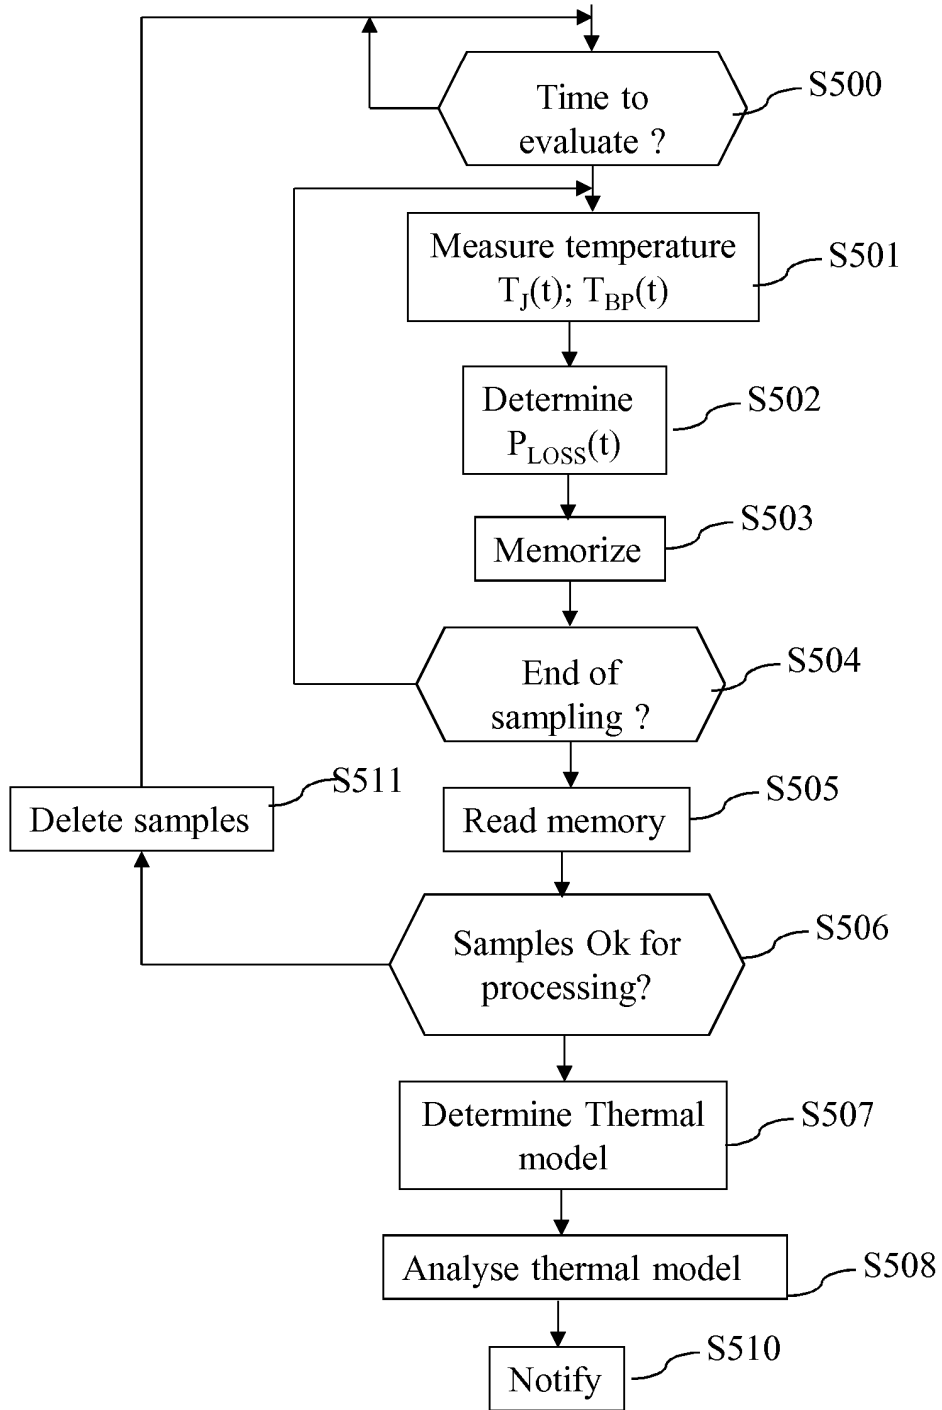 Time to
evaluate ?
S500
Measure temperature
T_J(t); T_BP(t)
S501
Determine
P_LOSS(t)
S502
Memorize
S503
End of
sampling ?
S504
Delete samples
S511
Read memory
S505
Samples Ok for
processing?
S506
Determine Thermal
model
S507
Analyse thermal model
S508
Notify
S510